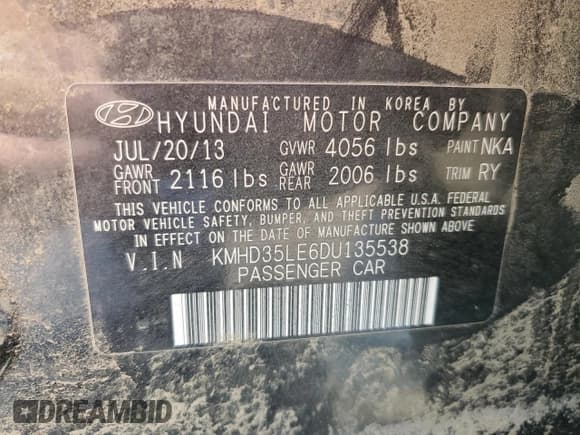 MANUFACTURED IN KOREA BY
HYUNDAI MOTOR COMPANY
JUL/20/13 GVWR 4056 lbs PAINT NKA
GAWR FRONT 2116 lbs GAWR REAR 2006 lbs TRIM RY
THIS VEHICLE CONFORMS TO ALL APPLICABLE U.S.A. FEDERAL
MOTOR VEHICLE SAFETY, BUMPER, AND THEFT PREVENTION STANDARDS
IN EFFECT ON THE DATE OF MANUFACTURE SHOWN ABOVE
V.I.N KMHD35LE6DU135538
PASSENGER CAR
DREAMBID